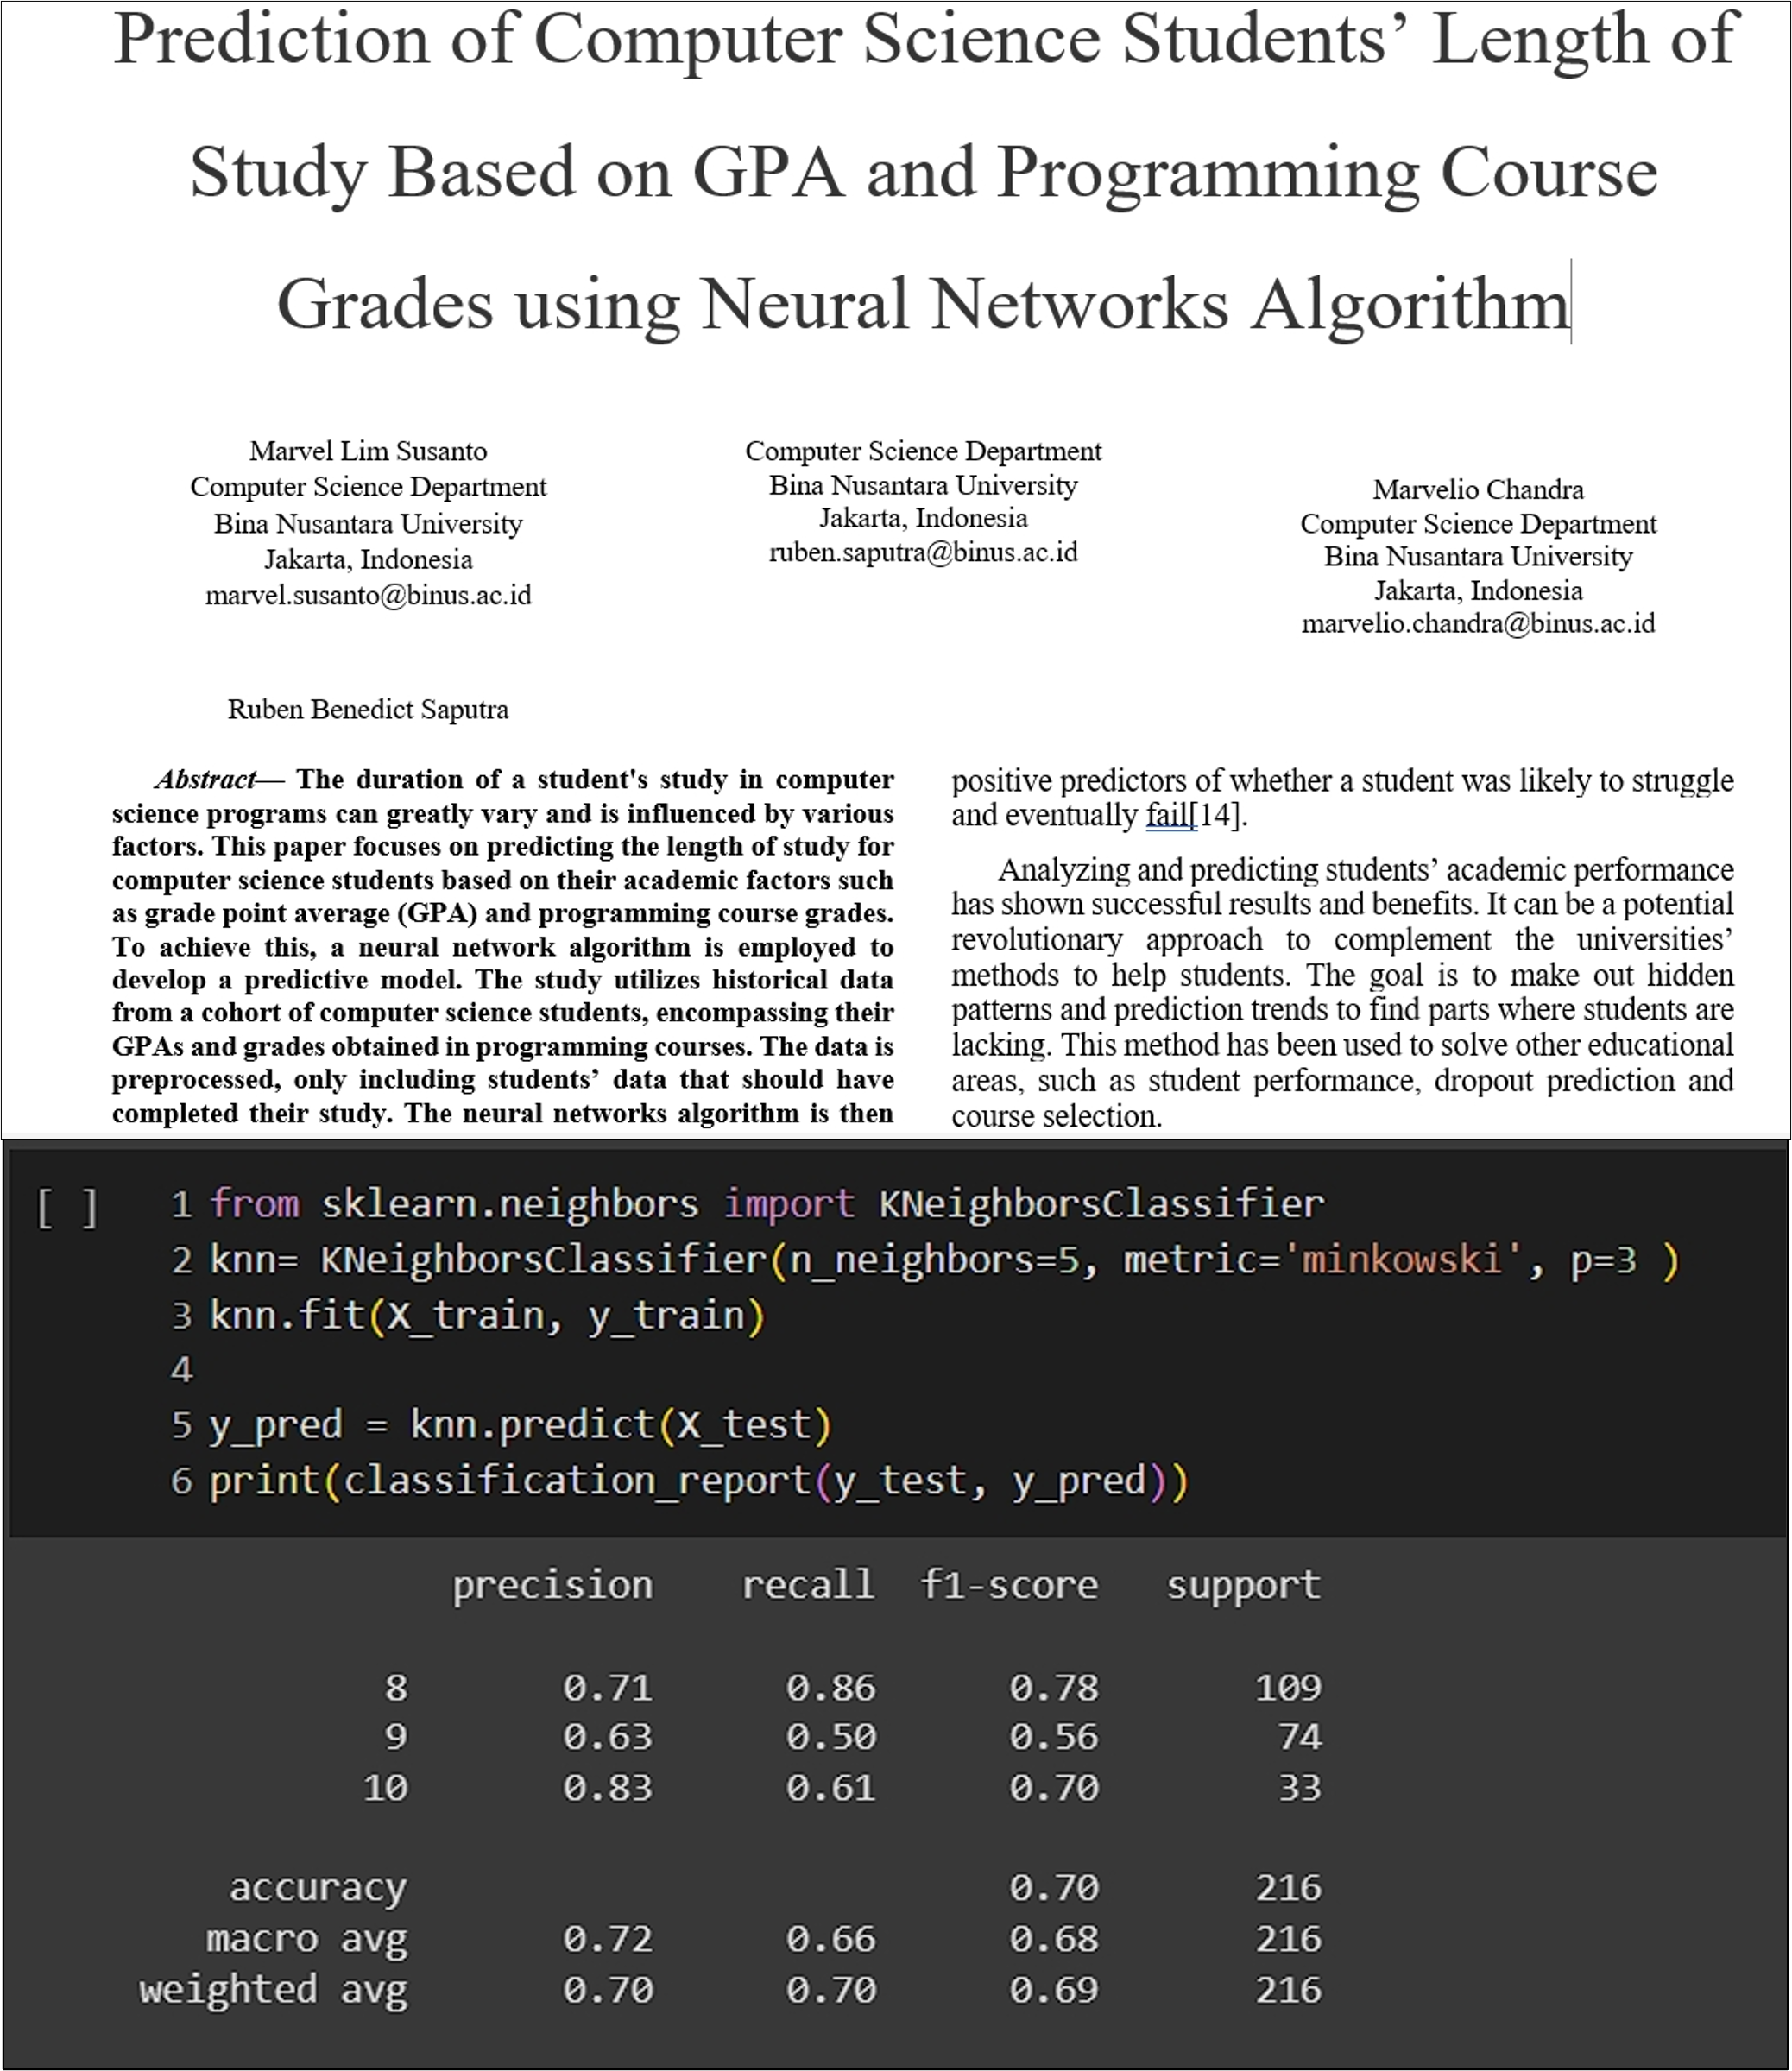 Prediction of Computer Science Students’ Length of
Study Based on GPA and Programming Course
Grades using Neural Networks Algorithm
Marvel Lim Susanto
Computer Science Department
Bina Nusantara University
Jakarta, Indonesia
marvel.susanto@binus.ac.id
Ruben Benedict Saputra
Computer Science Department
Bina Nusantara University
Jakarta, Indonesia
ruben.saputra@binus.ac.id
Marvelio Chandra
Computer Science Department
Bina Nusantara University
Jakarta, Indonesia
marvelio.chandra@binus.ac.id
Abstract— The duration of a student's study in computer
science programs can greatly vary and is influenced by various
factors. This paper focuses on predicting the length of study for
computer science students based on their academic factors such
as grade point average (GPA) and programming course grades.
To achieve this, a neural network algorithm is employed to
develop a predictive model. The study utilizes historical data
from a cohort of computer science students, encompassing their
GPAs and grades obtained in programming courses. The data is
preprocessed, only including students’ data that should have
completed their study. The neural networks algorithm is then
positive predictors of whether a student was likely to struggle
and eventually fail[14].
Analyzing and predicting students’ academic performance
has shown successful results and benefits. It can be a potential
revolutionary approach to complement the universities’
methods to help students. The goal is to make out hidden
patterns and prediction trends to find parts where students are
lacking. This method has been used to solve other educational
areas, such as student performance, dropout prediction and
course selection.
[ ] 1 from sklearn.neighbors import KNeighborsClassifier
2 knn= KNeighborsClassifier(n_neighbors=5, metric='minkowski', p=3 )
3 knn.fit(X_train, y_train)
4
5 y_pred = knn.predict(X_test)
6 print(classification_report(y_test, y_pred))
precision recall f1-score support
8 0.71 0.86 0.78 109
9 0.63 0.50 0.56 74
10 0.83 0.61 0.70 33
accuracy 0.70 216
macro avg 0.72 0.66 0.68 216
weighted avg 0.70 0.70 0.69 216